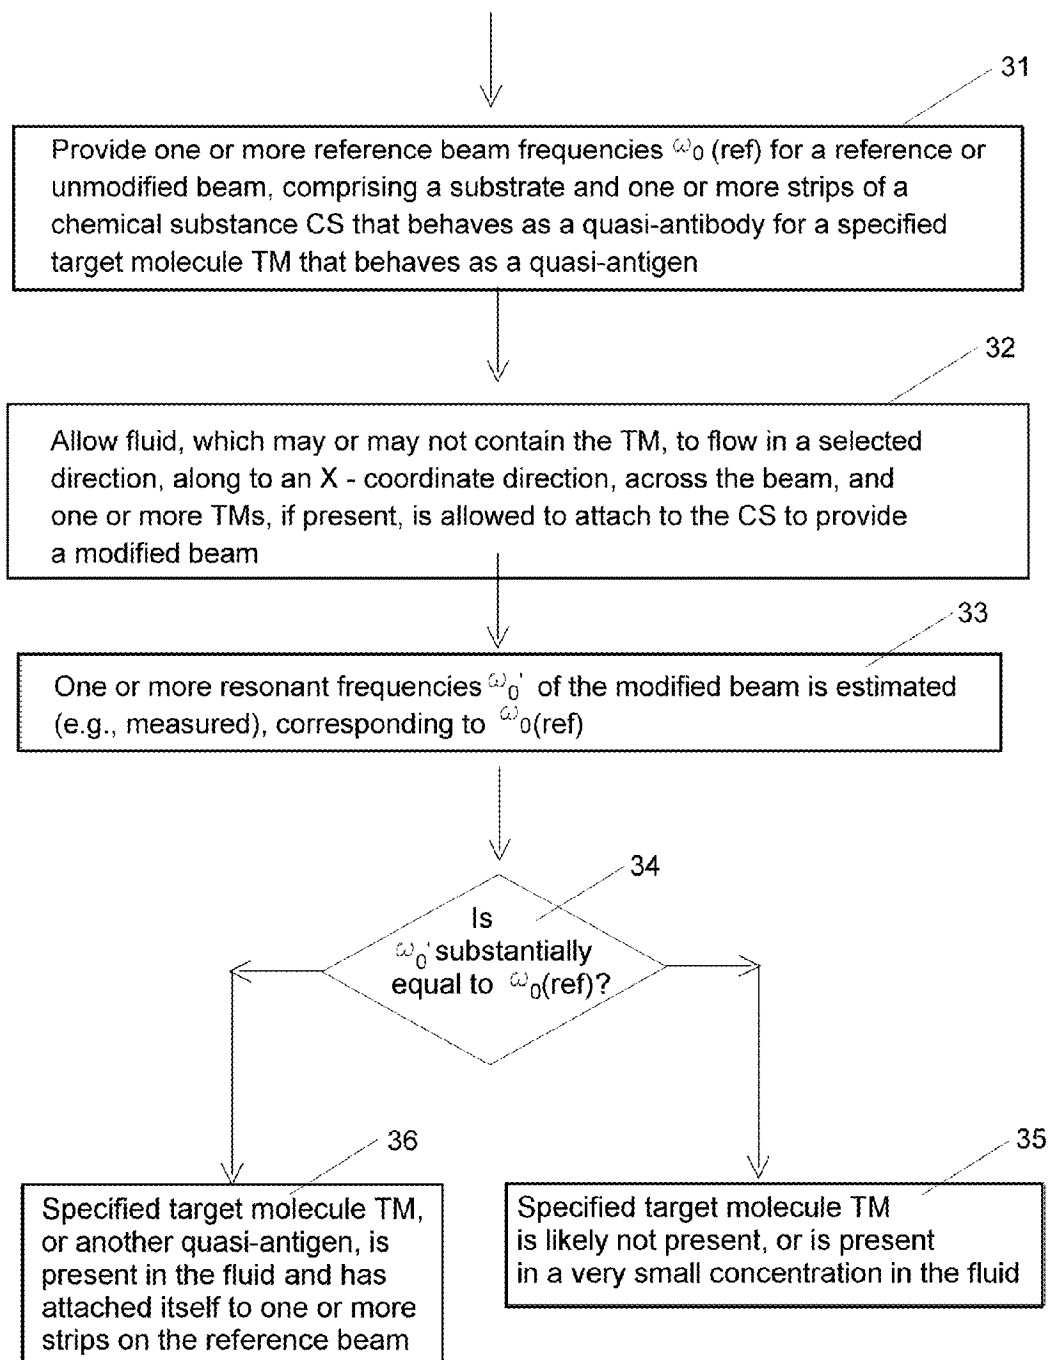 31
Provide one or more reference beam frequencies ω0 (ref) for a reference or
unmodified beam, comprising a substrate and one or more strips of a
chemical substance CS that behaves as a quasi-antibody for a specified
target molecule TM that behaves as a quasi-antigen
32
Allow fluid, which may or may not contain the TM, to flow in a selected
direction, along to an X - coordinate direction, across the beam, and
one or more TMs, if present, is allowed to attach to the CS to provide
a modified beam
33
One or more resonant frequencies ω0' of the modified beam is estimated
(e.g., measured), corresponding to ω0(ref)
34
Is
ω0' substantially
equal to ω0(ref)?
36
Specified target molecule TM,
or another quasi-antigen, is
present in the fluid and has
attached itself to one or more
strips on the reference beam
35
Specified target molecule TM
is likely not present, or is present
in a very small concentration in the fluid